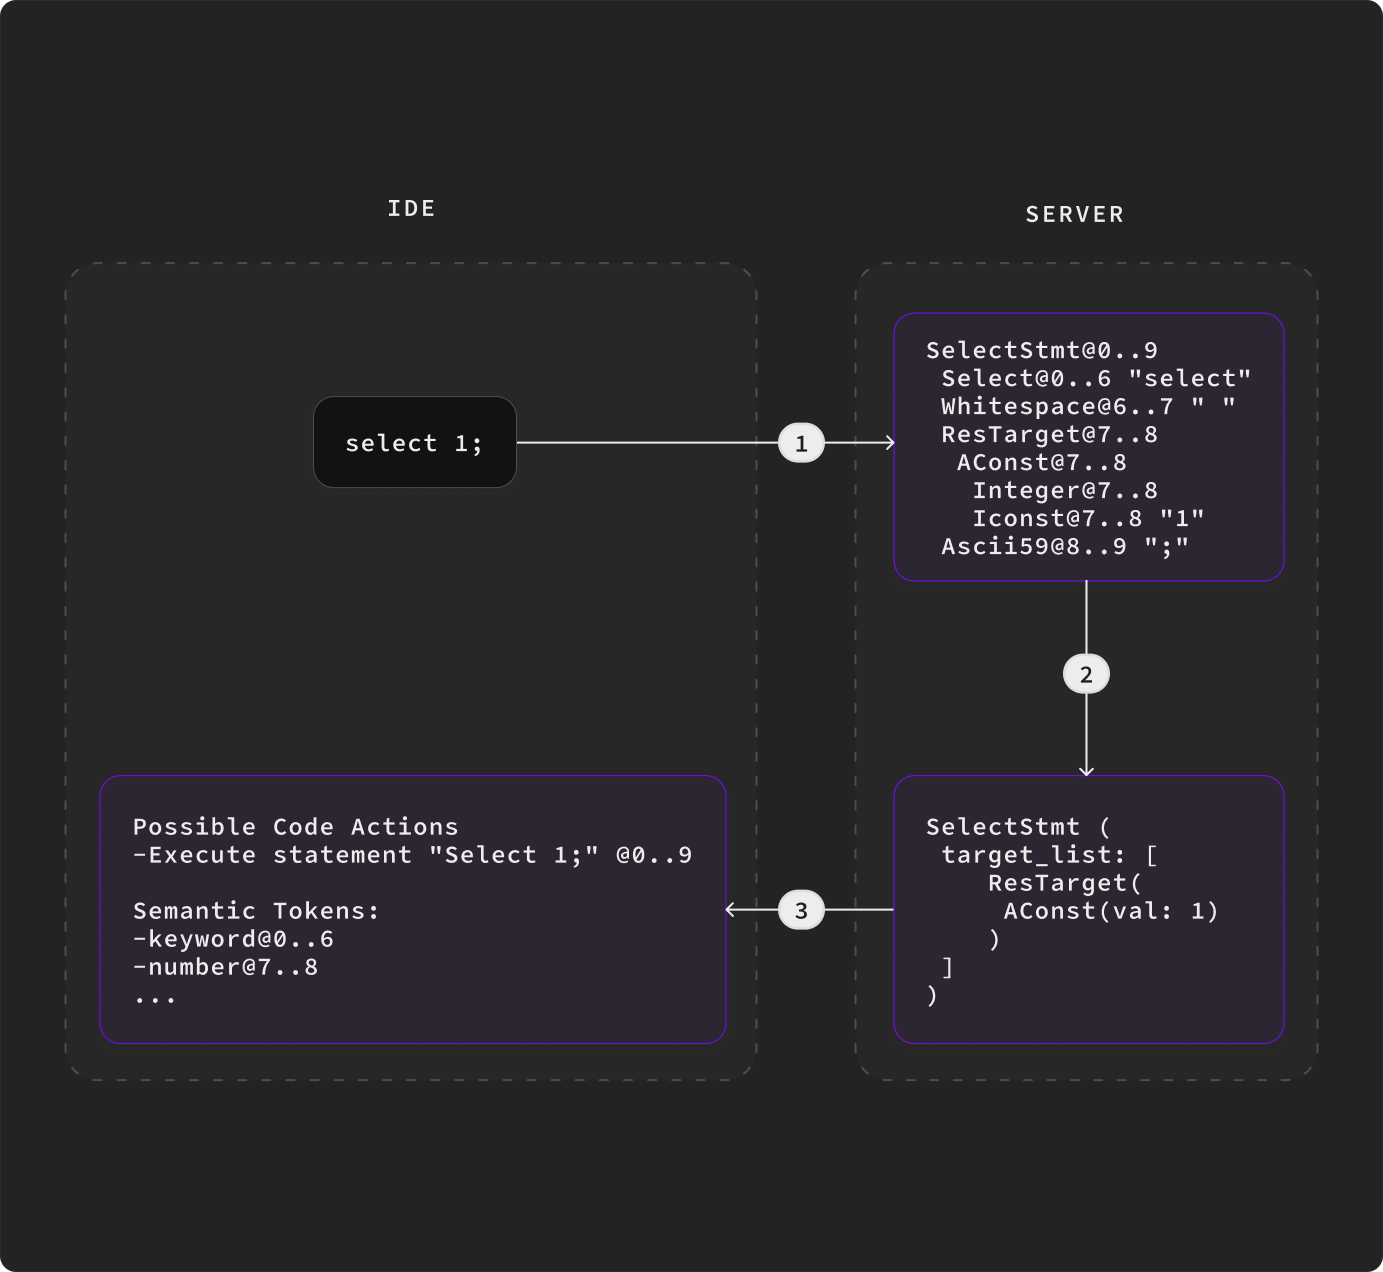 IDE
SERVER
select 1;
1
SelectStmt@0..9
 Select@0..6 "select"
 Whitespace@6..7 " "
 ResTarget@7..8
  AConst@7..8
   Integer@7..8
   Iconst@7..8 "1"
 Ascii59@8..9 ";"
2
SelectStmt (
 target_list: [
    ResTarget(
     AConst(val: 1)
    )
 ]
)
3
Possible Code Actions
-Execute statement "Select 1;" @0..9
Semantic Tokens:
-keyword@0..6
-number@7..8
...